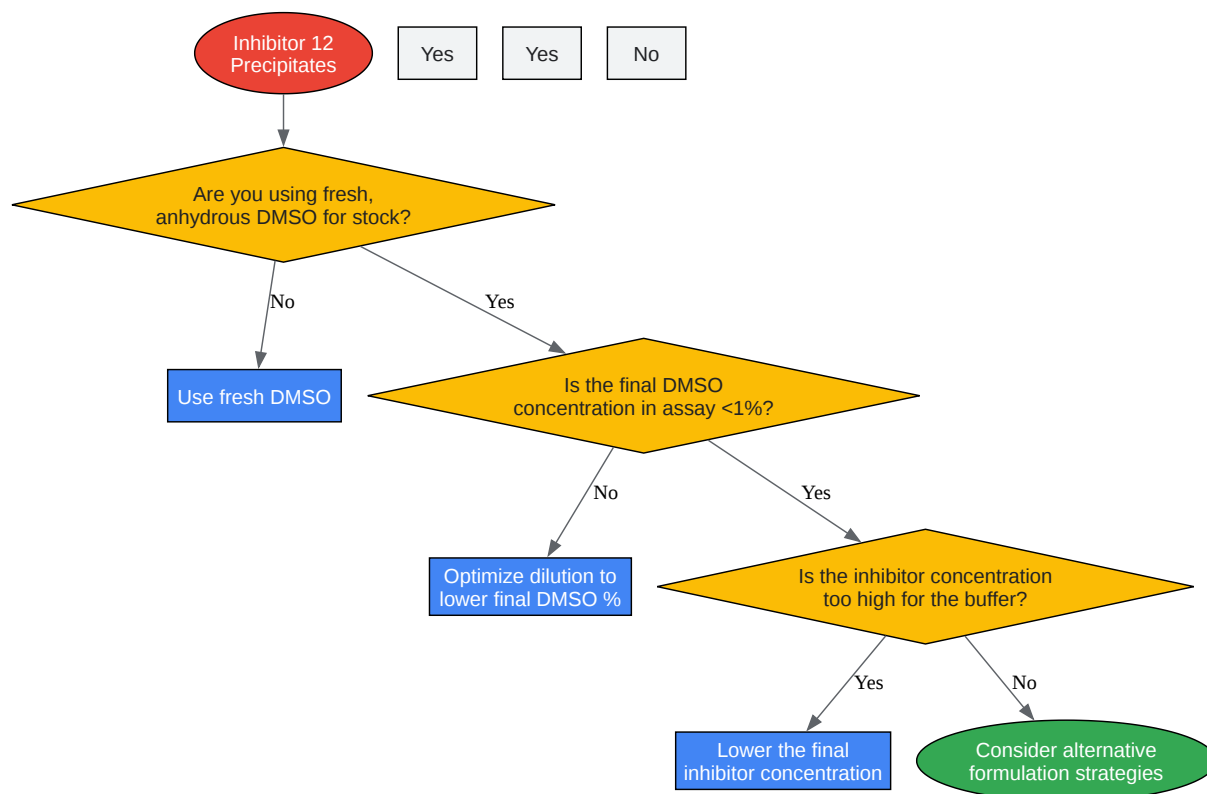 Inhibitor 12
Precipitates
Yes
Yes
No
Are you using fresh,
anhydrous DMSO for stock?
No
Yes
Use fresh DMSO
Is the final DMSO
concentration in assay <1%?
No
Yes
Optimize dilution to
lower final DMSO %
Is the inhibitor concentration
too high for the buffer?
Yes
No
Lower the final
inhibitor concentration
Consider alternative
formulation strategies